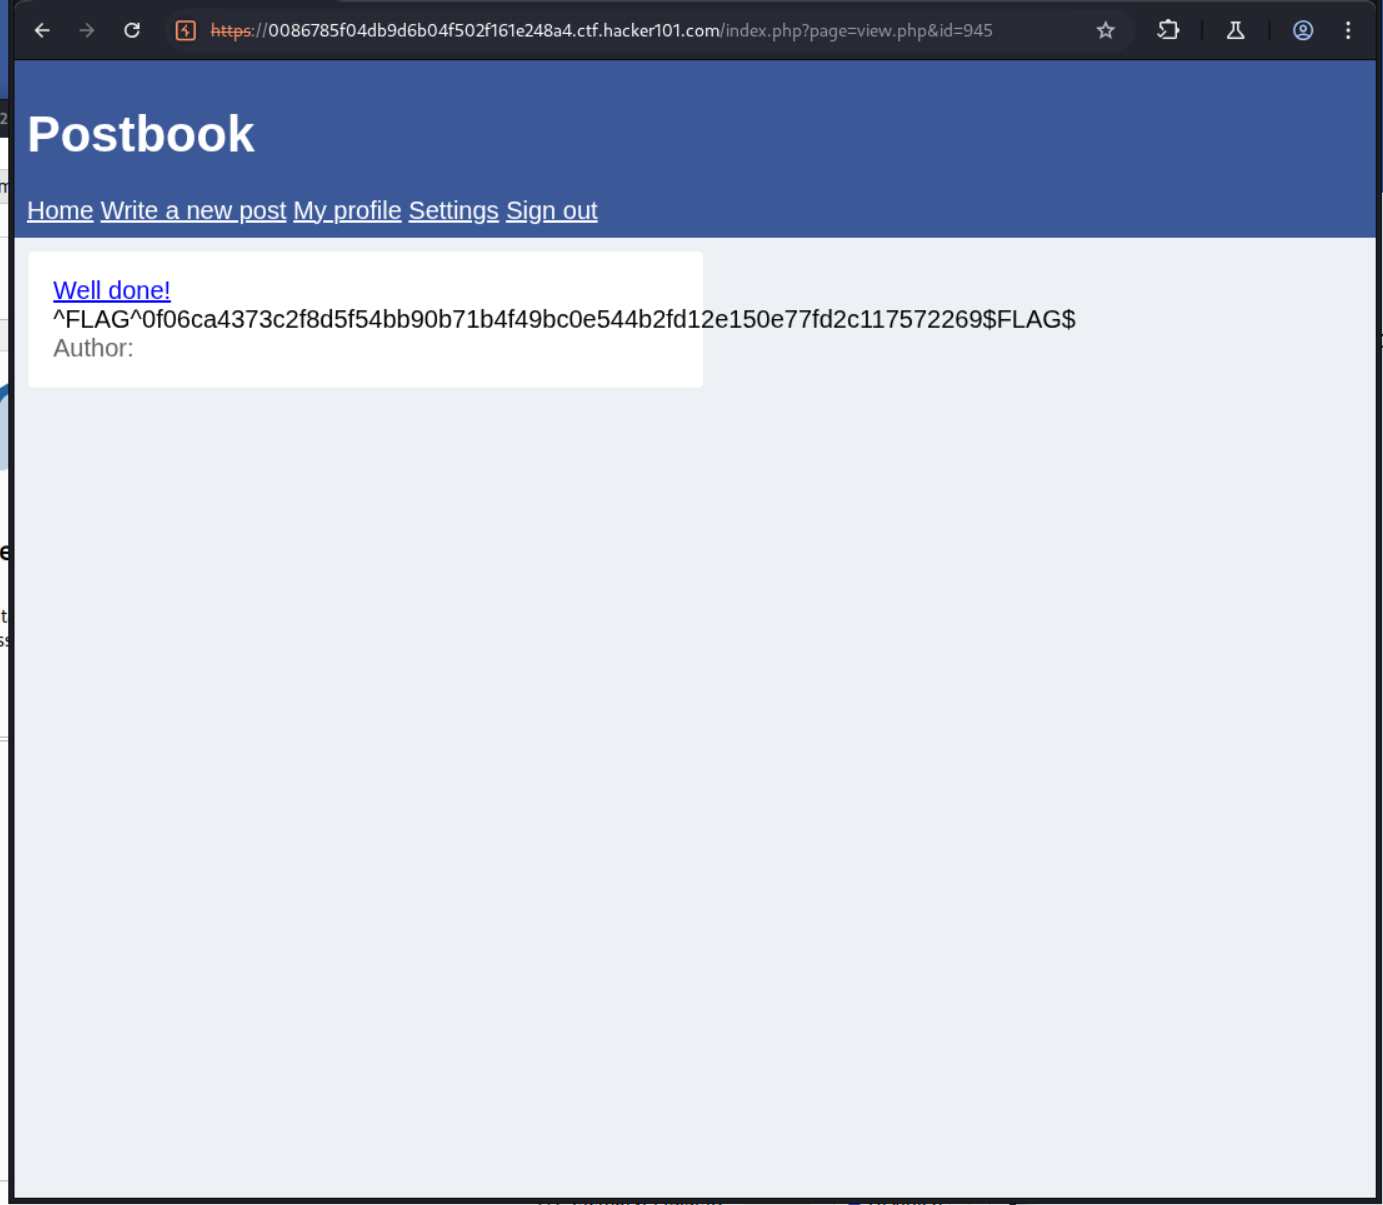 https://0086785f04db9d6b04f502f161e248a4.ctf.hacker101.com/index.php?page=view.php&id=945
Postbook
Home Write a new post My profile Settings Sign out
Well done!
^FLAG^0f06ca4373c2f8d5f54bb90b71b4f49bc0e544b2fd12e150e77fd2c117572269$FLAG$
Author: